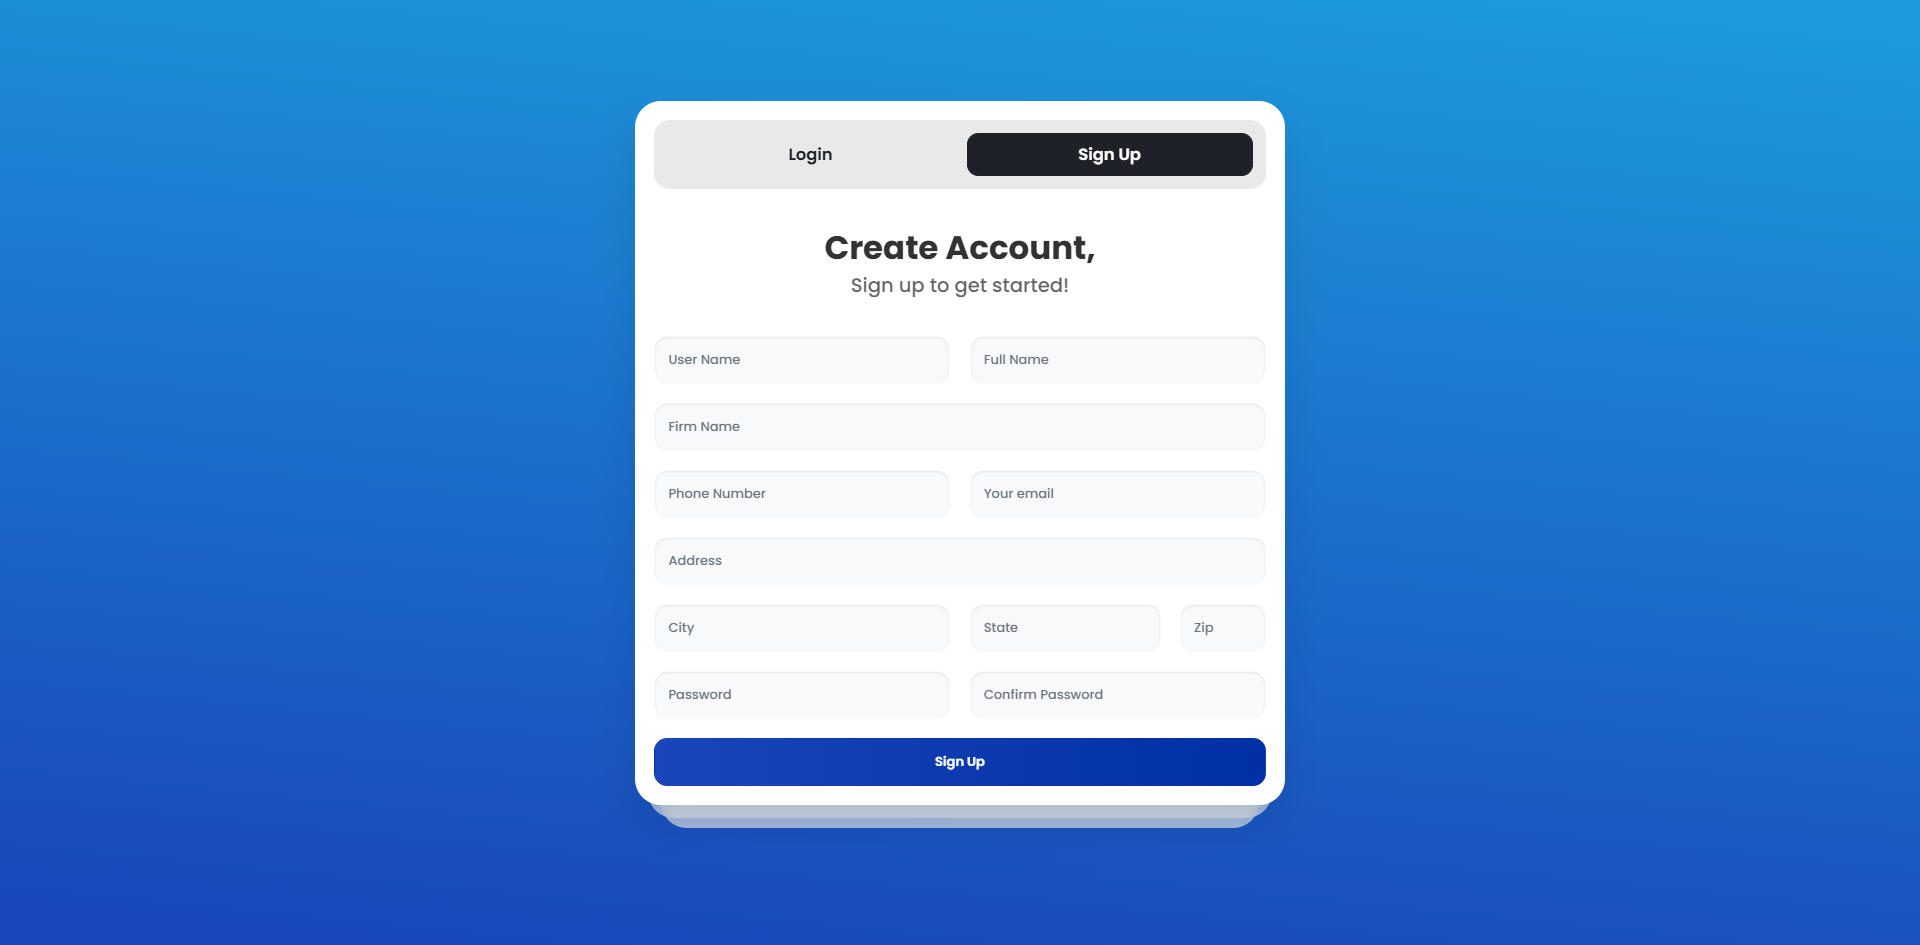 Login
Sign Up
Create Account,
Sign up to get started!
User Name
Full Name
Firm Name
Phone Number
Your email
Address
City
State
Zip
Password
Confirm Password
Sign Up